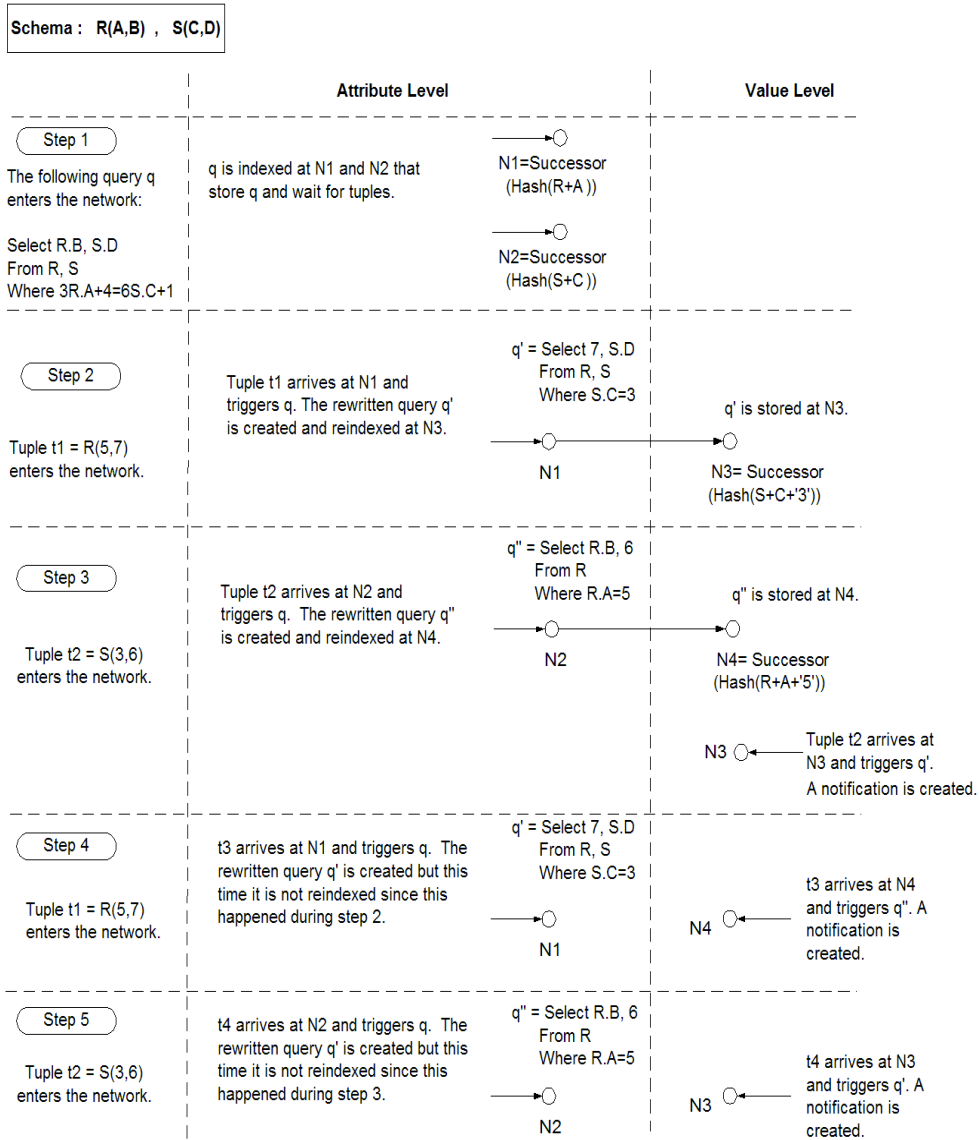 Schema :   R(A,B)  ,  S(C,D)
Attribute Level
Value Level
Step 1
The following query q
enters the network:
Select R.B, S.D
From R, S
Where 3R.A+4=6S.C+1
q is indexed at N1 and N2 that
store q and wait for tuples.
N1=Successor
(Hash(R+A ))
N2=Successor
(Hash(S+C ))
Step 2
Tuple t1 = R(5,7)
enters the network.
Tuple t1 arrives at N1 and
triggers q. The rewritten query q'
is created and reindexed at N3.
q' = Select 7, S.D
From R, S
Where S.C=3
N1
q' is stored at N3.
N3= Successor
(Hash(S+C+'3'))
Step 3
Tuple t2 = S(3,6)
enters the network.
Tuple t2 arrives at N2 and
triggers q.  The rewritten query q''
is created and reindexed at N4.
q'' = Select R.B, 6
From R
Where R.A=5
N2
q'' is stored at N4.
N4= Successor
(Hash(R+A+'5'))
N3
Tuple t2 arrives at
N3 and triggers q'.
A notification is created.
Step 4
Tuple t1 = R(5,7)
enters the network.
t3 arrives at N1 and triggers q.  The
rewritten query q' is created but this
time it is not reindexed since this
happened during step 2.
q' = Select 7, S.D
From R, S
Where S.C=3
N1
N4
t3 arrives at N4
and triggers q''. A
notification is
created.
Step 5
Tuple t2 = S(3,6)
enters the network.
t4 arrives at N2 and triggers q.  The
rewritten query q' is created but this
time it is not reindexed since this
happened during step 3.
q'' = Select R.B, 6
From R
Where R.A=5
N2
N3
t4 arrives at N3
and triggers q'. A
notification is
created.